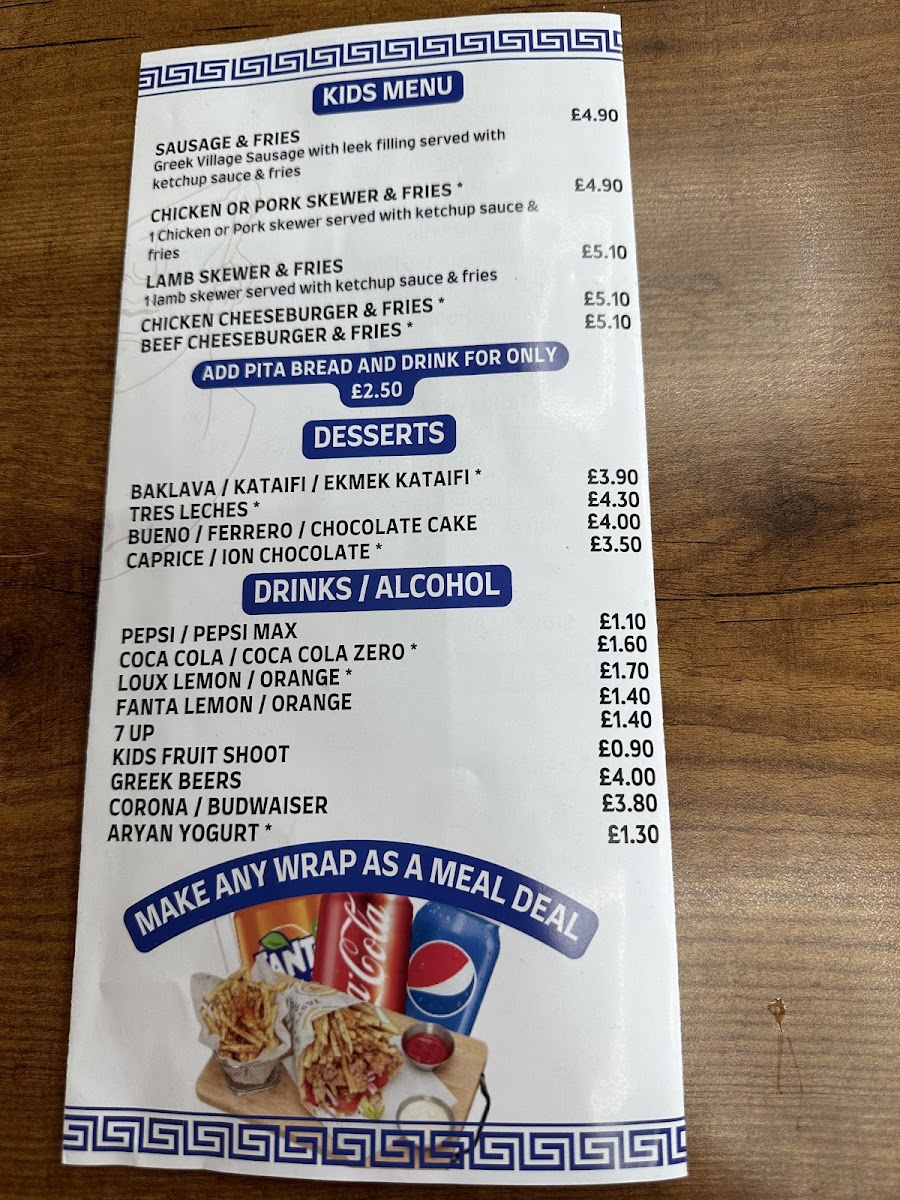 KIDS MENU
SAUSAGE & FRIES £4.90
Greek Village Sausage with leek filling served with
ketchup sauce & fries
CHICKEN OR PORK SKEWER & FRIES * £4.90
1 Chicken or Pork skewer served with ketchup sauce &
fries
LAMB SKEWER & FRIES £5.10
1 lamb skewer served with ketchup sauce & fries
CHICKEN CHEESEBURGER & FRIES * £5.10
BEEF CHEESEBURGER & FRIES * £5.10
ADD PITA BREAD AND DRINK FOR ONLY
£2.50
DESSERTS
BAKLAVA / KATAIFI / EKMEK KATAIFI * £3.90
TRES LECHES * £4.30
BUENO / FERRERO / CHOCOLATE CAKE £4.00
CAPRICE / ION CHOCOLATE * £3.50
DRINKS / ALCOHOL
PEPSI / PEPSI MAX £1.10
COCA COLA / COCA COLA ZERO * £1.60
LOUX LEMON / ORANGE * £1.70
FANTA LEMON / ORANGE £1.40
7 UP £1.40
KIDS FRUIT SHOOT £0.90
GREEK BEERS £4.00
CORONA / BUDWAISER £3.80
ARYAN YOGURT * £1.30
MAKE ANY WRAP AS A MEAL DEAL
FANT
a-Cola